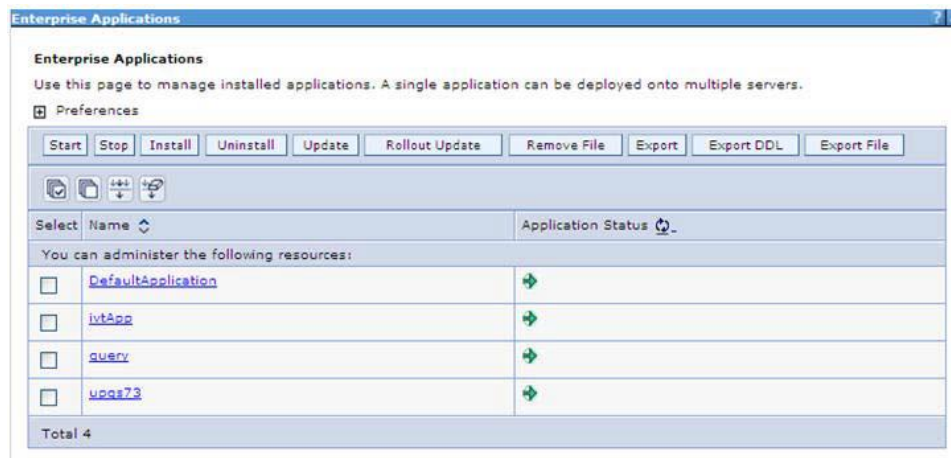 Enterprise Applications ?
Enterprise Applications
Use this page to manage installed applications. A single application can be deployed onto multiple servers.
Preferences
Start Stop Install Uninstall Update Rollout Update Remove File Export Export DDL Export File
Select Name Application Status
You can administer the following resources:
DefaultApplication
ivtApp
query
upgs73
Total 4